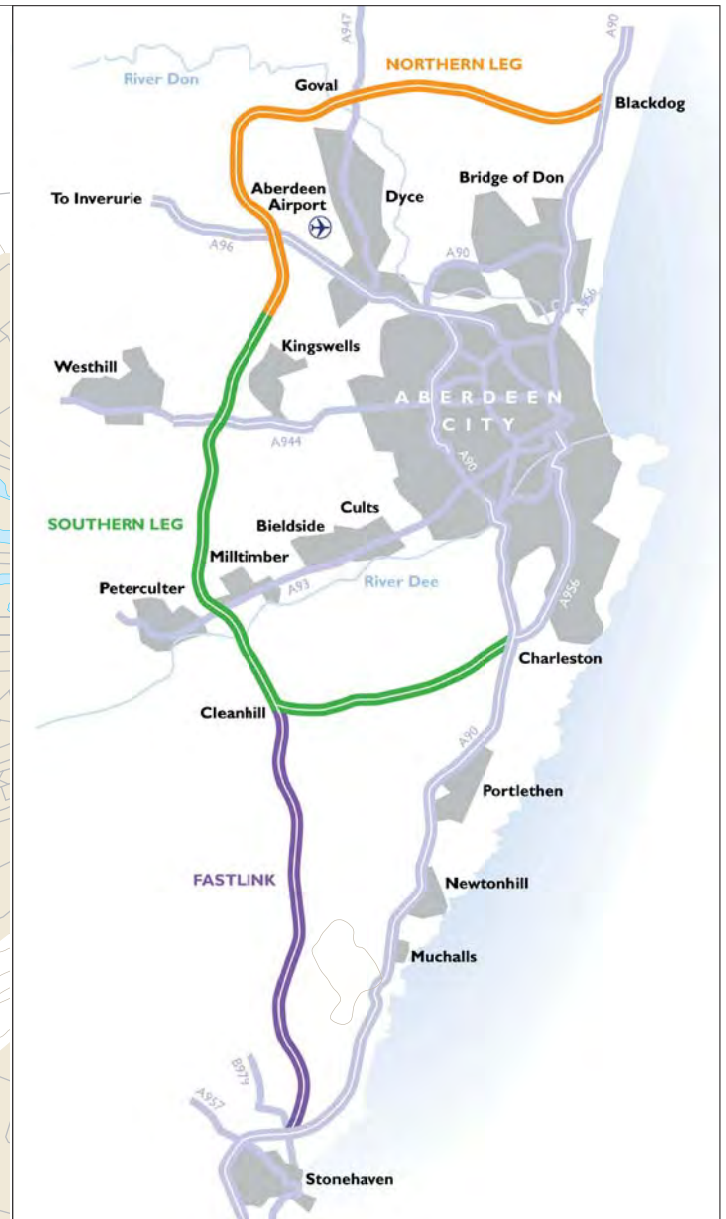 A947
A90
NORTHERN LEG
River Don
Goval
Blackdog
Bridge of Don
Aberdeen
Airport
To Inverurie
Dyce
A96
A90
A956
Kingswells
Westhill
ABERDEEN
CITY
A944
A90
Cults
SOUTHERN LEG
Bieldside
Milltimber
Peterculter
A93
River Dee
A956
Charleston
Cleanhill
A90
Portlethen
FASTLINK
Newtonhill
Muchalls
B979
A957
Stonehaven